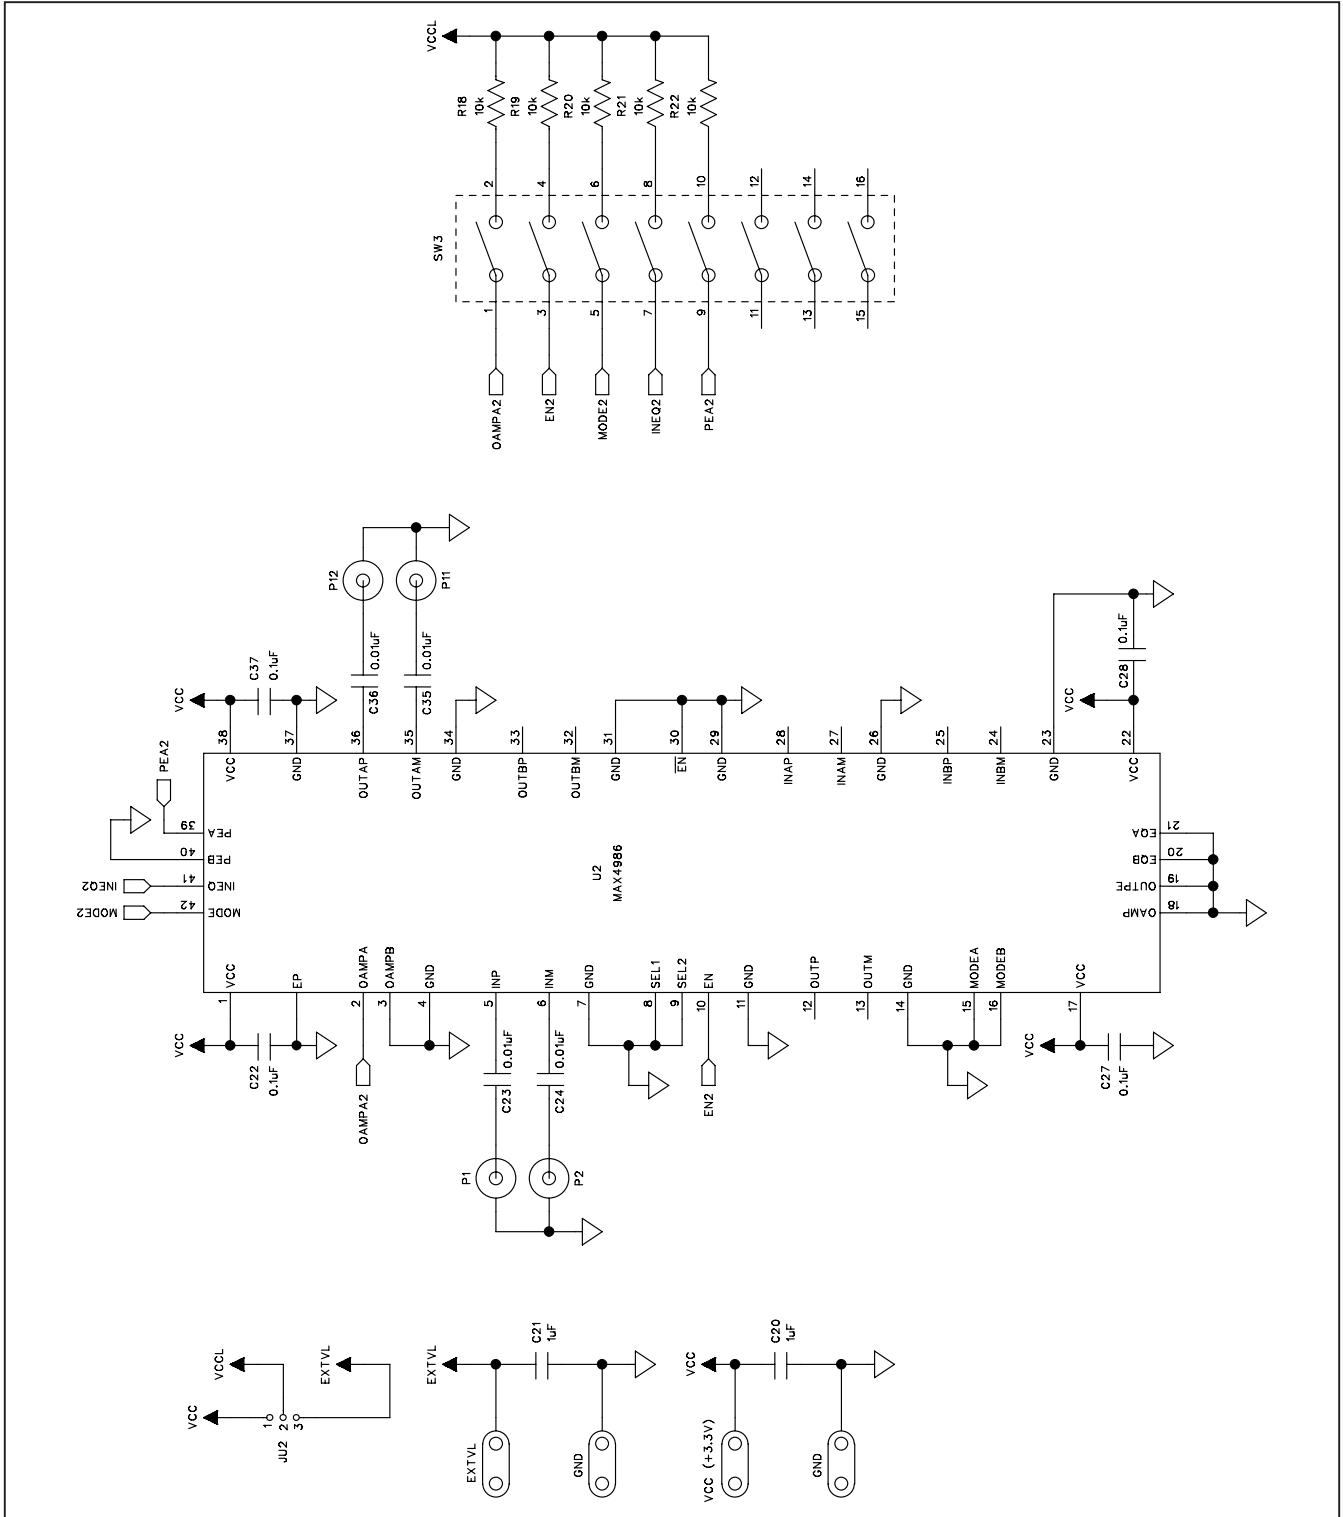 VCCL
R18
10k
R19
10k
R20
10k
R21
10k
R22
10k
2
4
6
8
10
12
14
16
SW3
1
3
5
7
9
11
13
15
OAMPA2
EN2
MODE2
INEQ2
PEA2
P12
P11
0.01uF
0.01uF
C36
C35
VCC
C37
0.1uF
0.1uF
C28
VCC
38
37
36
35
34
33
32
31
30
29
28
27
26
25
24
23
22
VCC
GND
OUTAP
OUTAM
GND
OUTBP
OUTBM
GND
EN
GND
INAP
INAM
GND
INBP
INBM
GND
VCC
PEA2
39
PEA
40
PEB
INEQ2
41
INEQ
MODE2
42
MODE
U2
MAX4986
EQA
21
EQB
20
OUTPE
19
OAMP
18
VCC
EP
OAMPA
OAMPB
GND
INP
INM
GND
SEL1
SEL2
EN
GND
OUTP
OUTM
GND
MODEA
MODEB
VCC
1
2
3
4
5
6
7
8
9
10
11
12
13
14
15
16
17
VCC
C22
0.1uF
OAMPA2
0.01uF
C23
0.01uF
C24
EN2
VCC
C27
0.1uF
P1
P2
VCCL
EXTVL
VCC
1
2
3
JU2
EXTVL
C21
1uF
EXTVL
GND
VCC
C20
1uF
VCC (+3.3V)
GND